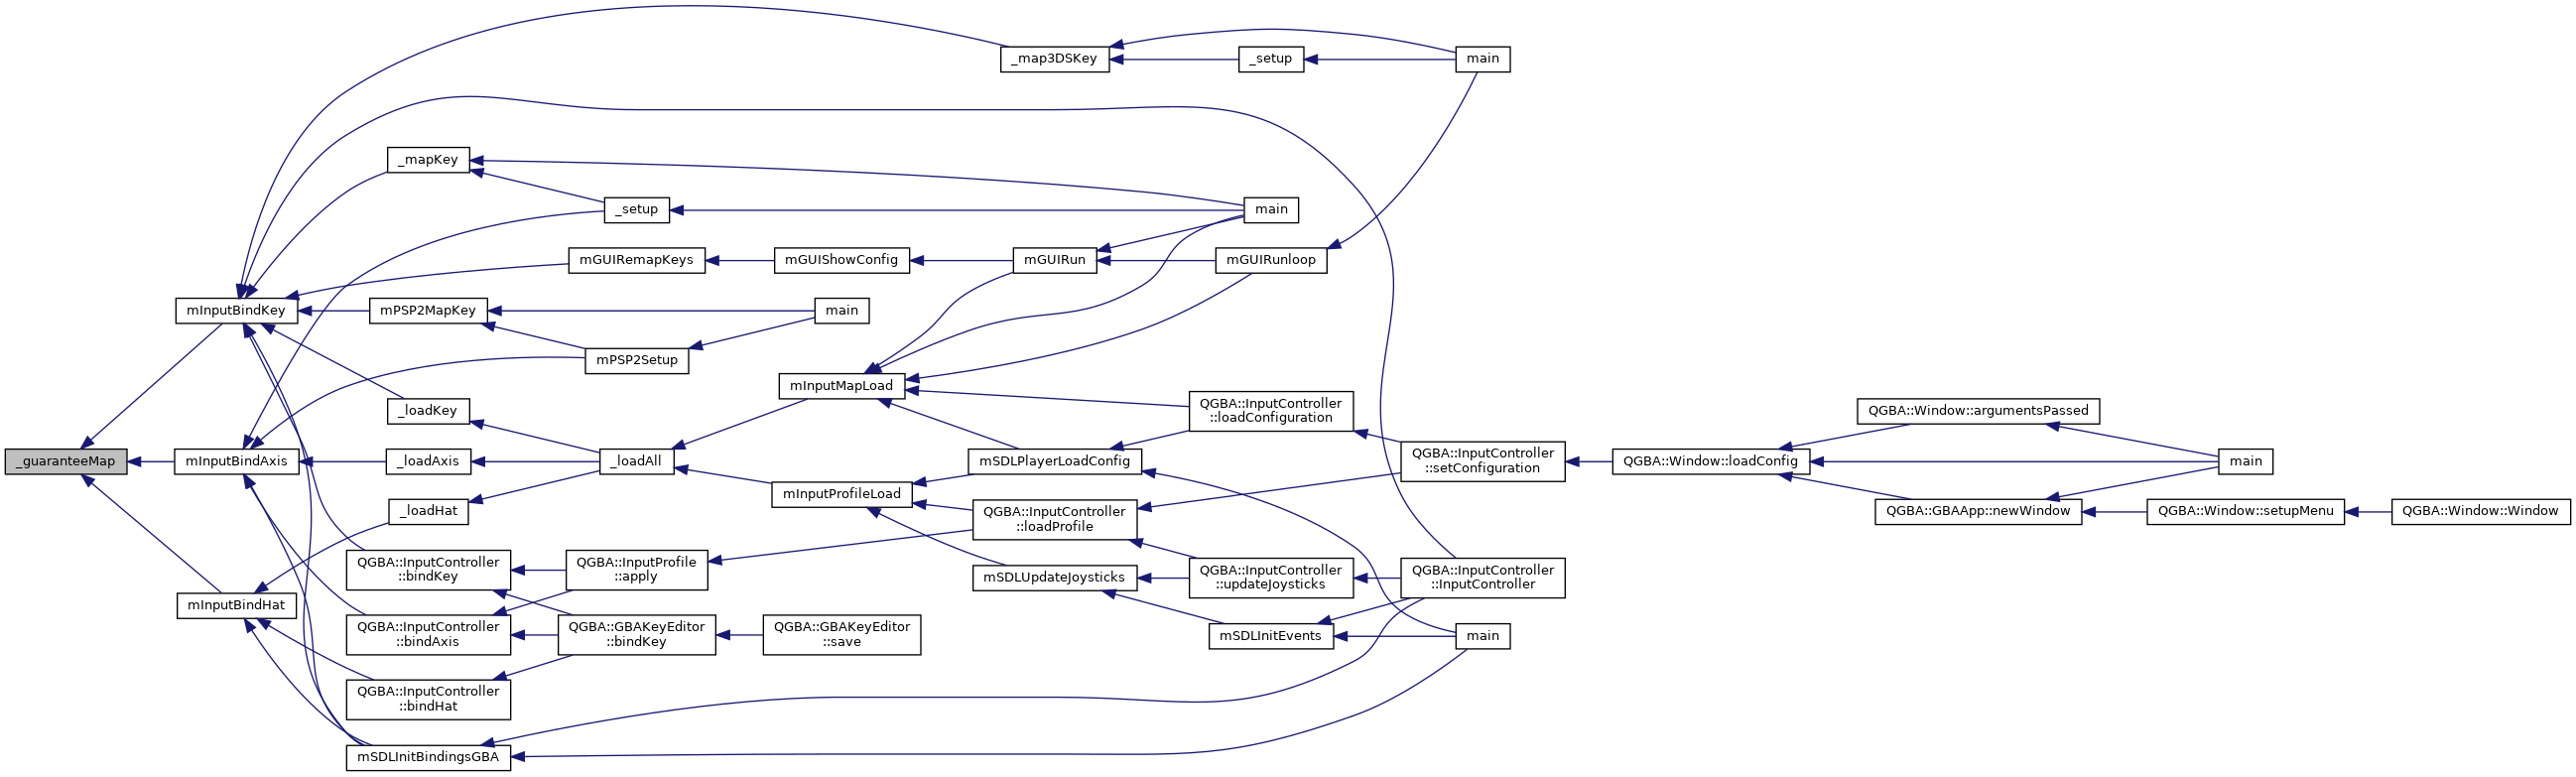 _map3DSKey
_setup
main
_mapKey
_setup
main
mGUIRemapKeys
mGUIShowConfig
mGUIRun
mGUIRunloop
mInputBindKey
mPSP2MapKey
main
mPSP2Setup
mInputMapLoad
_loadKey
QGBA::InputController
::loadConfiguration
QGBA::Window::argumentsPassed
_guaranteeMap
mInputBindAxis
_loadAxis
_loadAll
mSDLPlayerLoadConfig
QGBA::InputController
::setConfiguration
QGBA::Window::loadConfig
main
mInputProfileLoad
_loadHat
QGBA::InputController
::loadProfile
QGBA::GBAApp::newWindow
QGBA::Window::setupMenu
QGBA::Window::Window
QGBA::InputController
::bindKey
QGBA::InputProfile
::apply
mSDLUpdateJoysticks
QGBA::InputController
::updateJoysticks
QGBA::InputController
::InputController
mInputBindHat
QGBA::InputController
::bindAxis
QGBA::GBAKeyEditor
::bindKey
QGBA::GBAKeyEditor
::save
mSDLInitEvents
main
QGBA::InputController
::bindHat
mSDLInitBindingsGBA